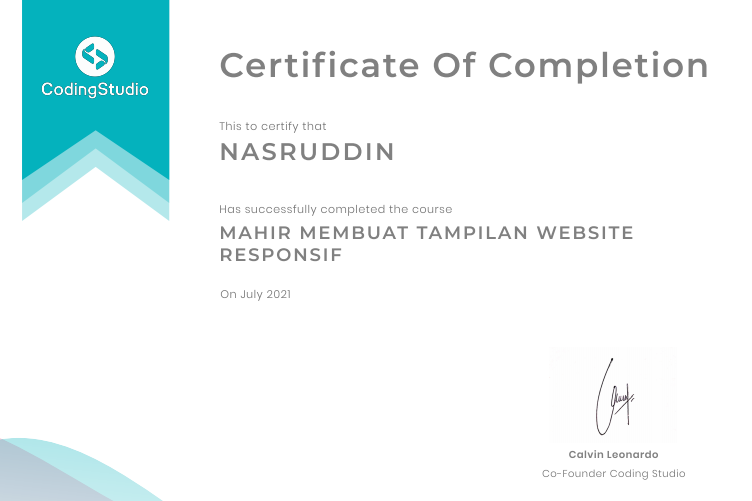 CodingStudio
Certificate Of Completion
This to certify that
NASRUDDIN
Has successfully completed the course
MAHIR MEMBUAT TAMPILAN WEBSITE
RESPONSIF
On July 2021
Calvin Leonardo
Co-Founder Coding Studio